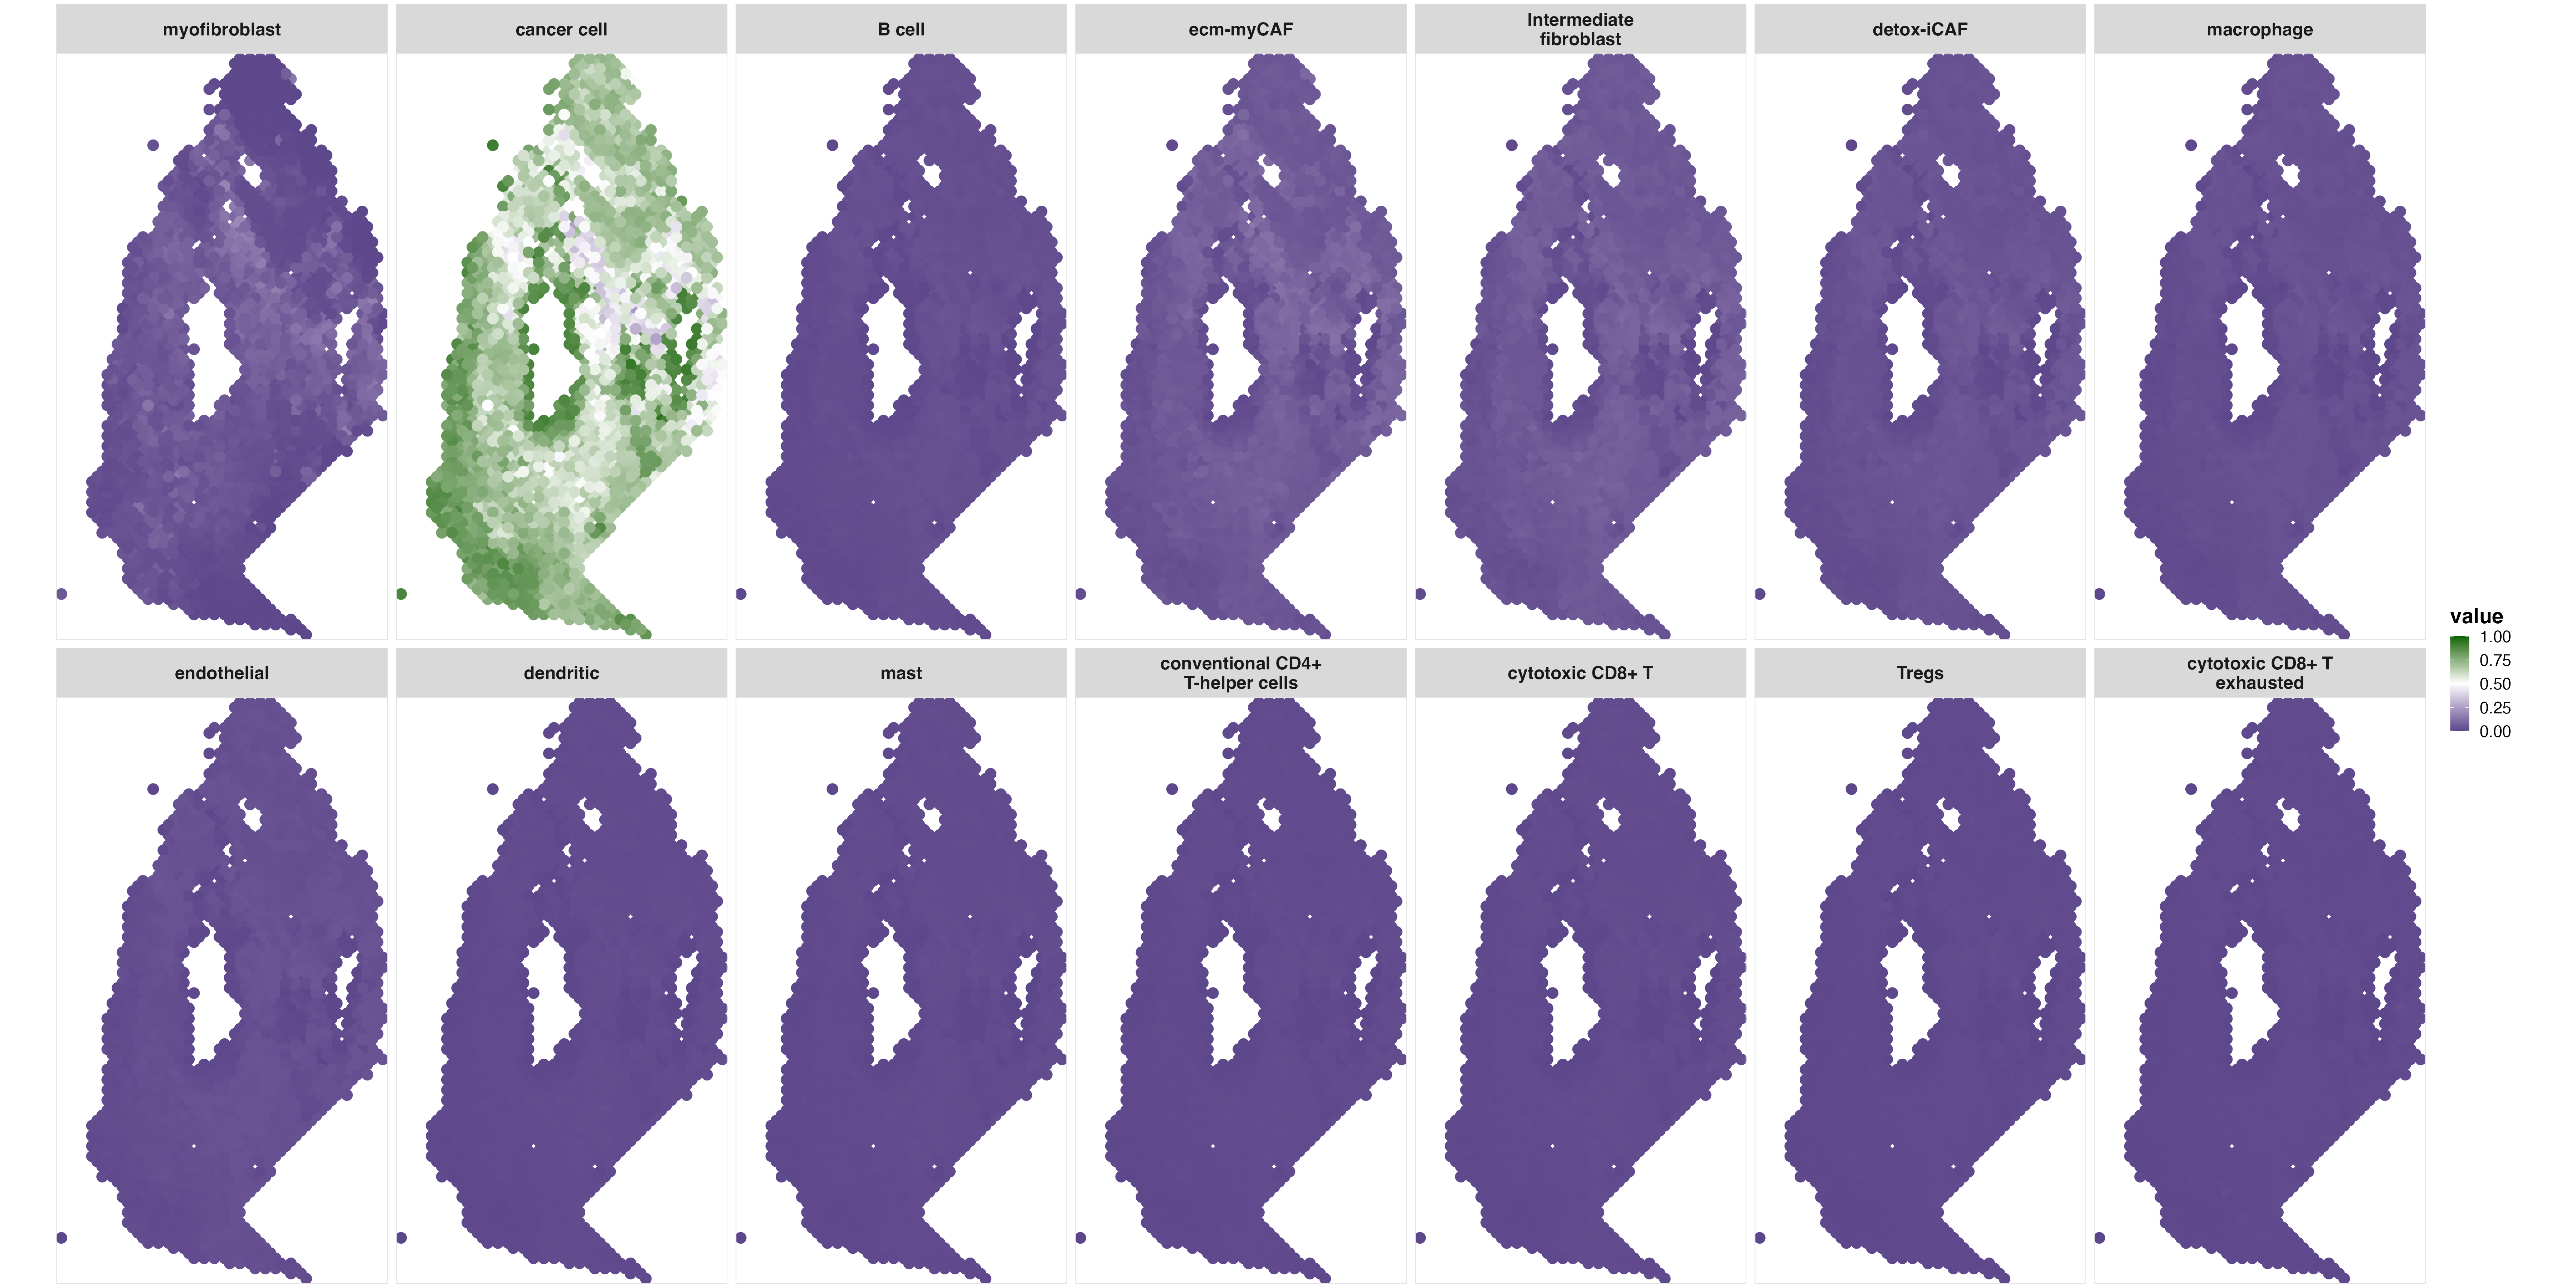 myofibroblast
cancer cell
B cell
ecm-myCAF
Intermediate
fibroblast
detox-iCAF
macrophage
endothelial
dendritic
mast
conventional CD4+
T-helper cells
cytotoxic CD8+ T
Tregs
cytotoxic CD8+ T
exhausted
value
1.00
0.75
0.50
0.25
0.00